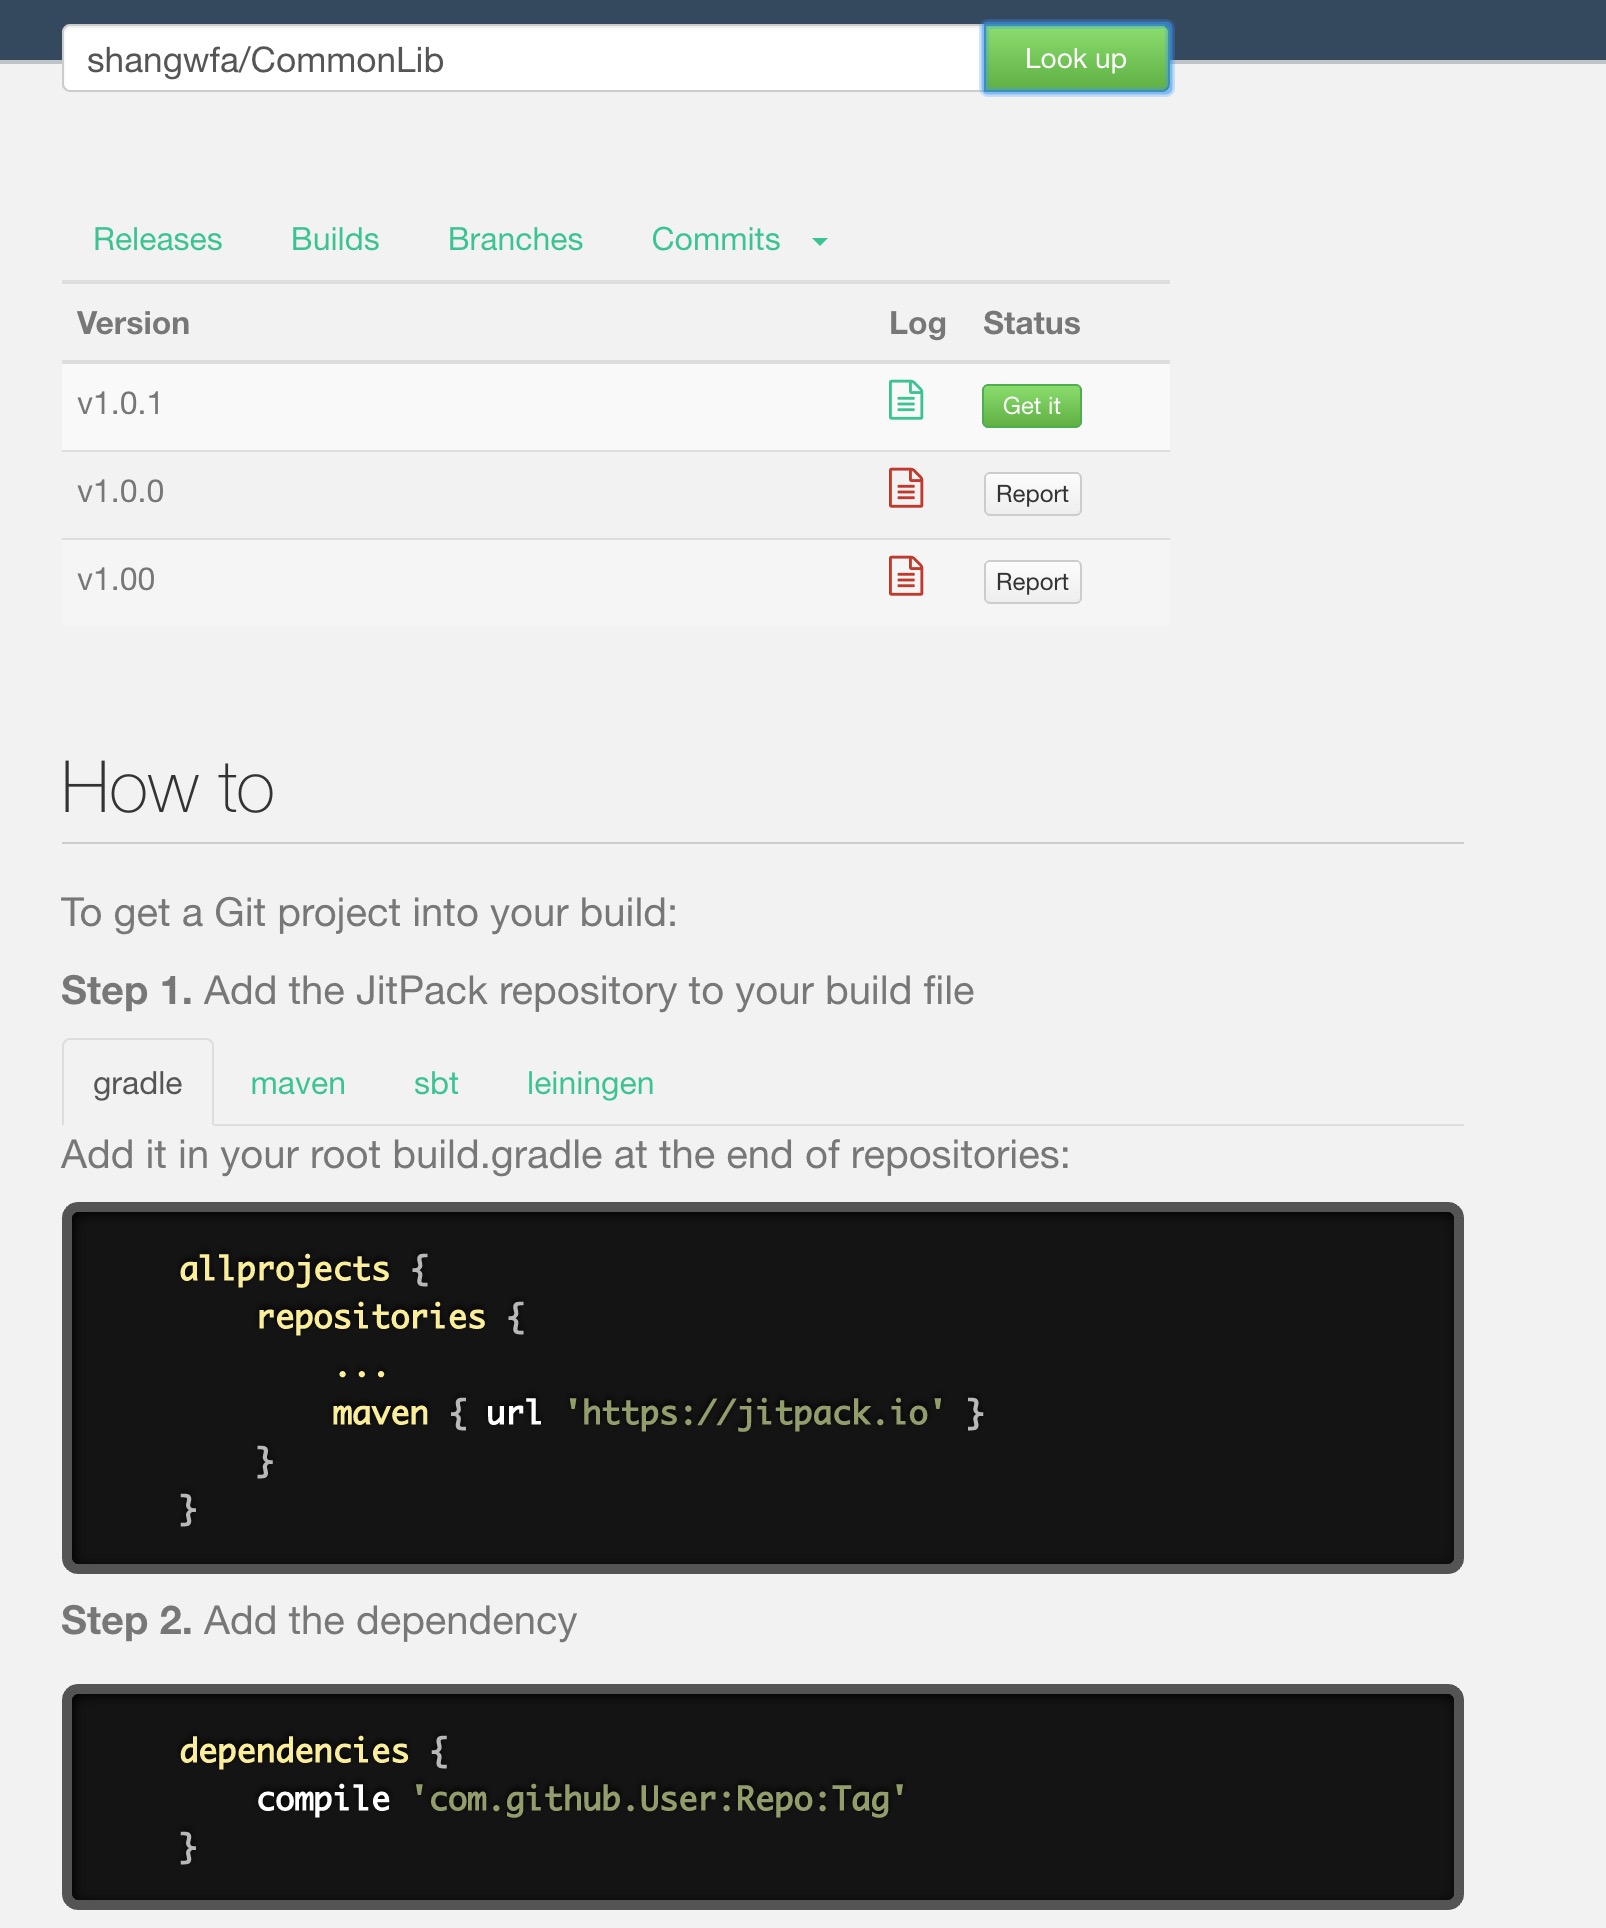 shangwfa/CommonLib Look up
Releases Builds Branches Commits
Version Log Status
v1.0.1 Get it
v1.0.0 Report
v1.00 Report
How to
To get a Git project into your build:
Step 1. Add the JitPack repository to your build file
gradle maven sbt leiningen
Add it in your root build.gradle at the end of repositories:
allprojects {
repositories {
...
maven { url 'https://jitpack.io' }
}
}
Step 2. Add the dependency
dependencies {
compile 'com.github.User:Repo:Tag'
}